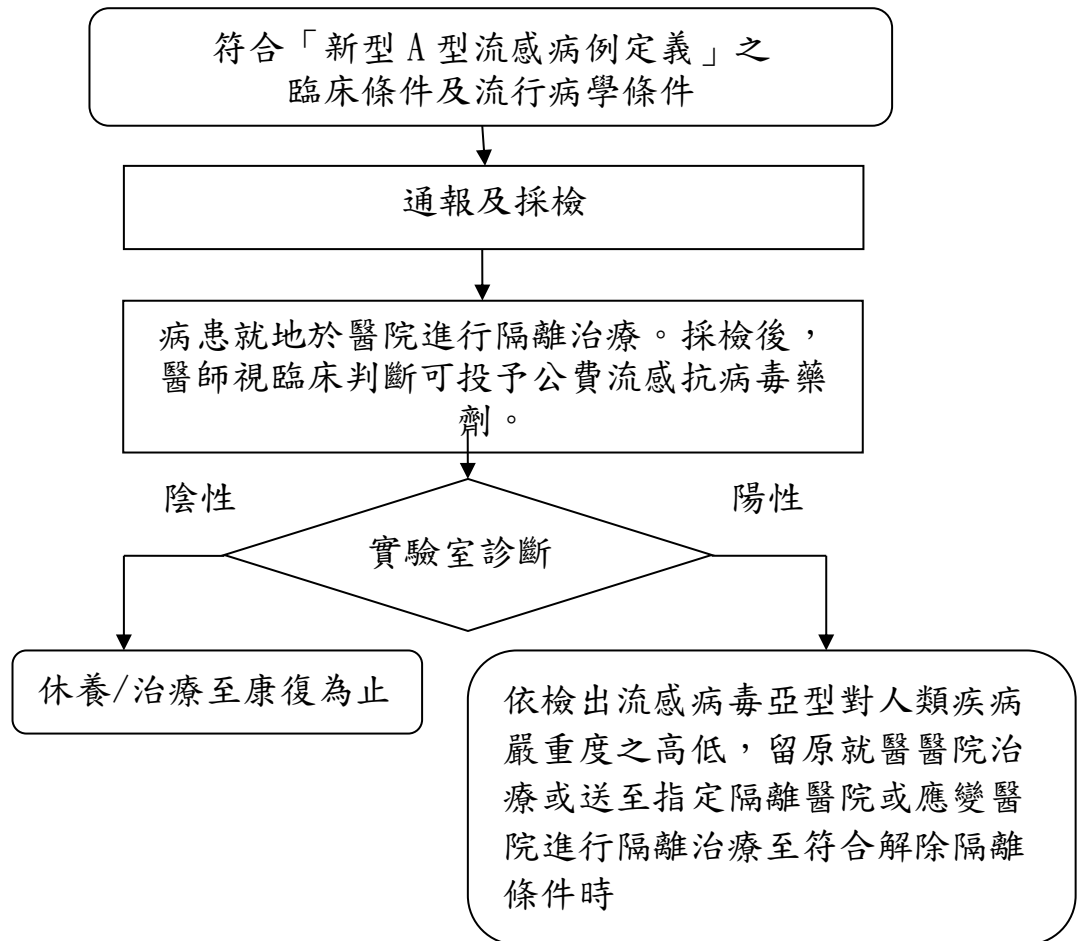 符合「新型 A 型流感病例定義」之
臨床條件及流行病學條件
通報及採檢
病患就地於醫院進行隔離治療。採檢後，
醫師視臨床判斷可投予公費流感抗病毒藥
劑。
陰性
陽性
實驗室診斷
休養/治療至康復為止
依檢出流感病毒亞型對人類疾病
嚴重度之高低，留原就醫醫院治
療或送至指定隔離醫院或應變醫
院進行隔離治療至符合解除隔離
條件時